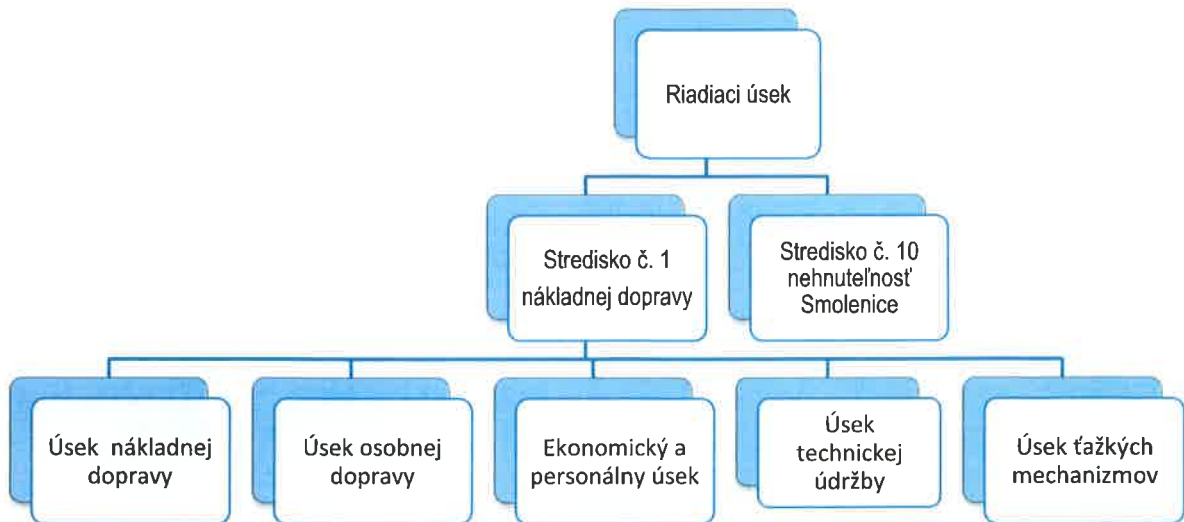 Riadiaci úsek
Stredisko č. 1
nákladnej dopravy
Stredisko č. 10
nehnuteľnosť
Smolenice
Úsek nákladnej
dopravy
Úsek osobnej
dopravy
Ekonomický a
personálny úsek
Úsek
technickej
údržby
Úsek ťažkých
mechanizmov